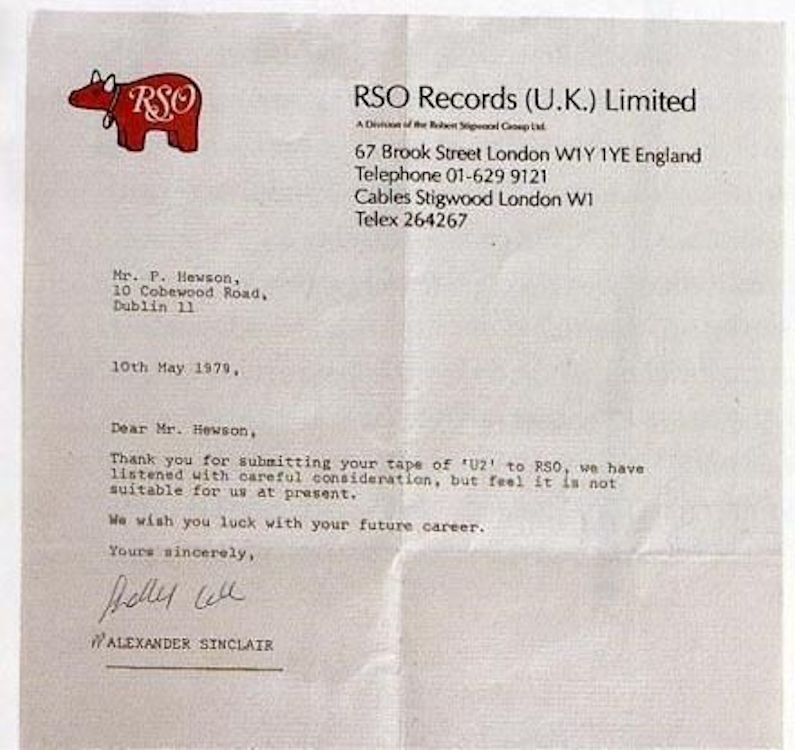 RSO
RSO Records (U.K.) Limited
A Division of the Robert Stigwood Group Ltd.
67 Brook Street London W1Y 1YE England
Telephone 01-629 9121
Cables Stigwood London W1
Telex 264267
Mr. P. Hewson,
10 Cobewood Road,
Dublin 11
10th May 1979,
Dear Mr. Hewson,
Thank you for submitting your tape of 'U2' to RSO, we have
listened with careful consideration, but feel it is not
suitable for us at present.
We wish you luck with your future career.
Yours sincerely,
ALEXANDER SINCLAIR